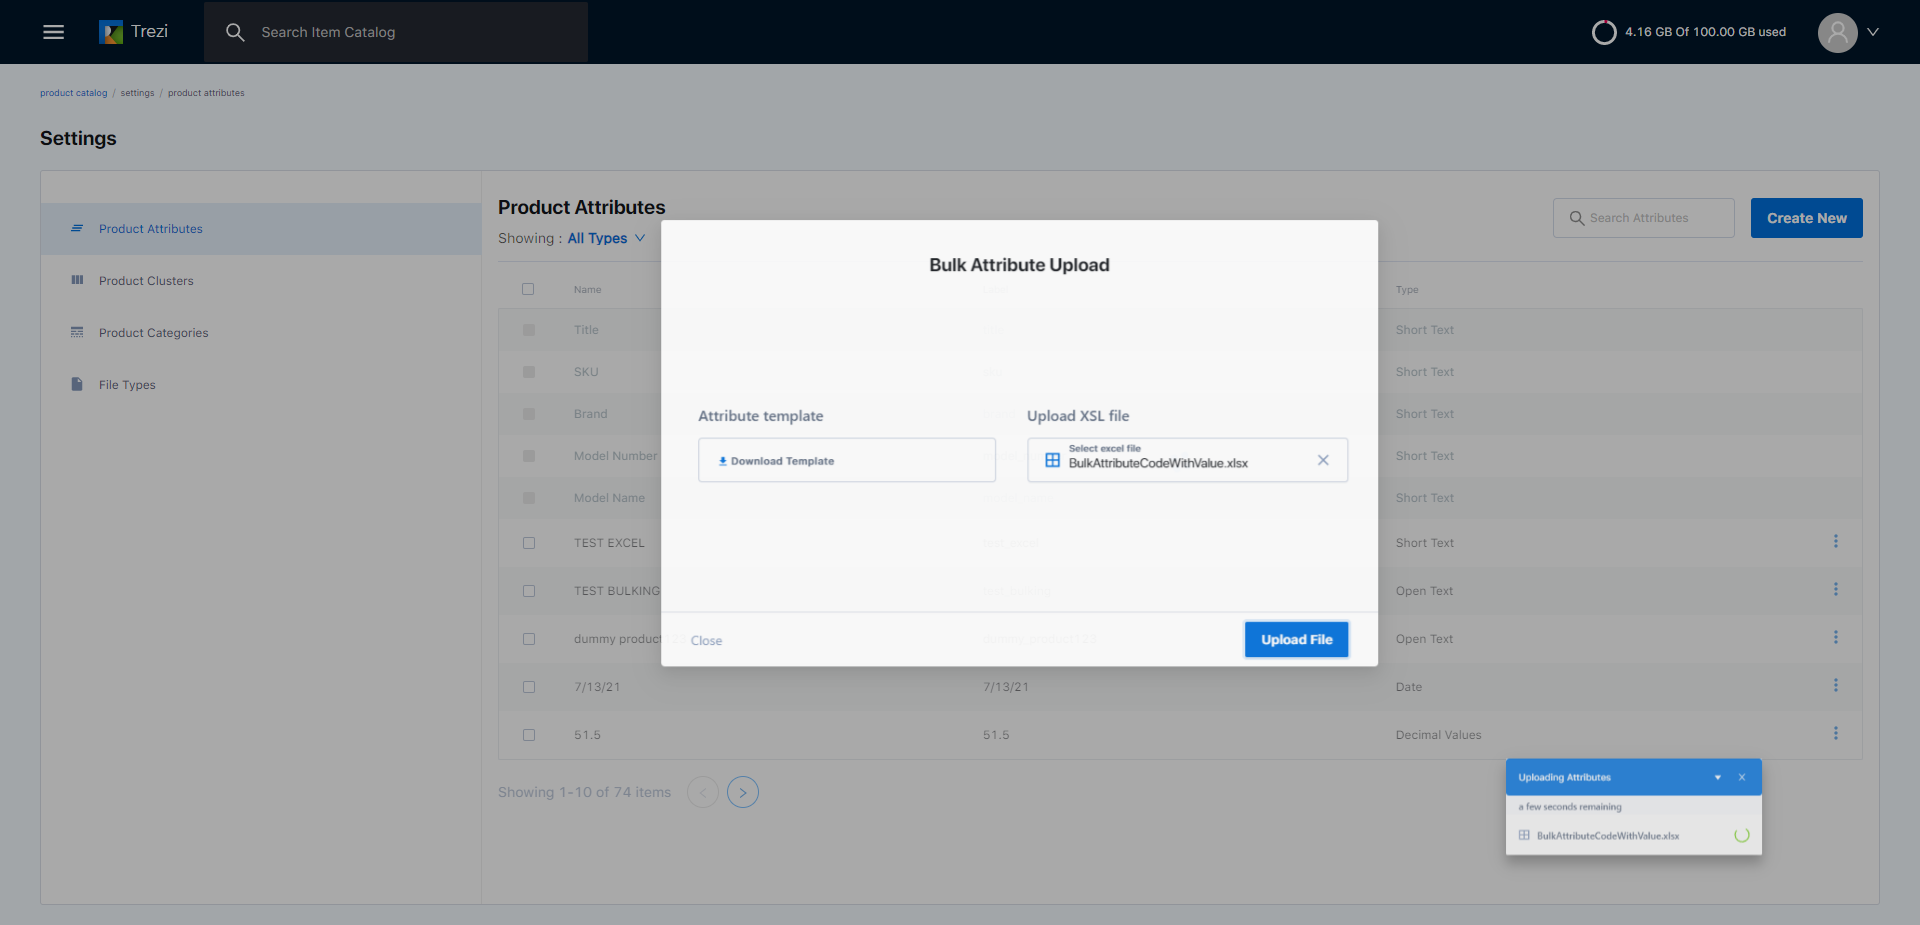 Trezi
Search Item Catalog
4.16 GB Of 100.00 GB used
product catalog / settings / product attributes
Settings
Product Attributes
Product Clusters
Product Categories
File Types
Product Attributes
Showing : All Types
Search Attributes
Create New
Name
Type
Title
Short Text
SKU
Short Text
Brand
Short Text
Model Number
Short Text
Model Name
Short Text
TEST EXCEL
Short Text
TEST BULKING
Open Text
dummy product
Open Text
7/13/21
7/13/21
Date
51.5
51.5
Decimal Values
Showing 1-10 of 74 items
Bulk Attribute Upload
Attribute template
Download Template
Upload XSL file
Select excel file
BulkAttributeCodeWithValue.xlsx
Close
Upload File
Uploading Attributes
a few seconds remaining
BulkAttributeCodeWithValue.xlsx